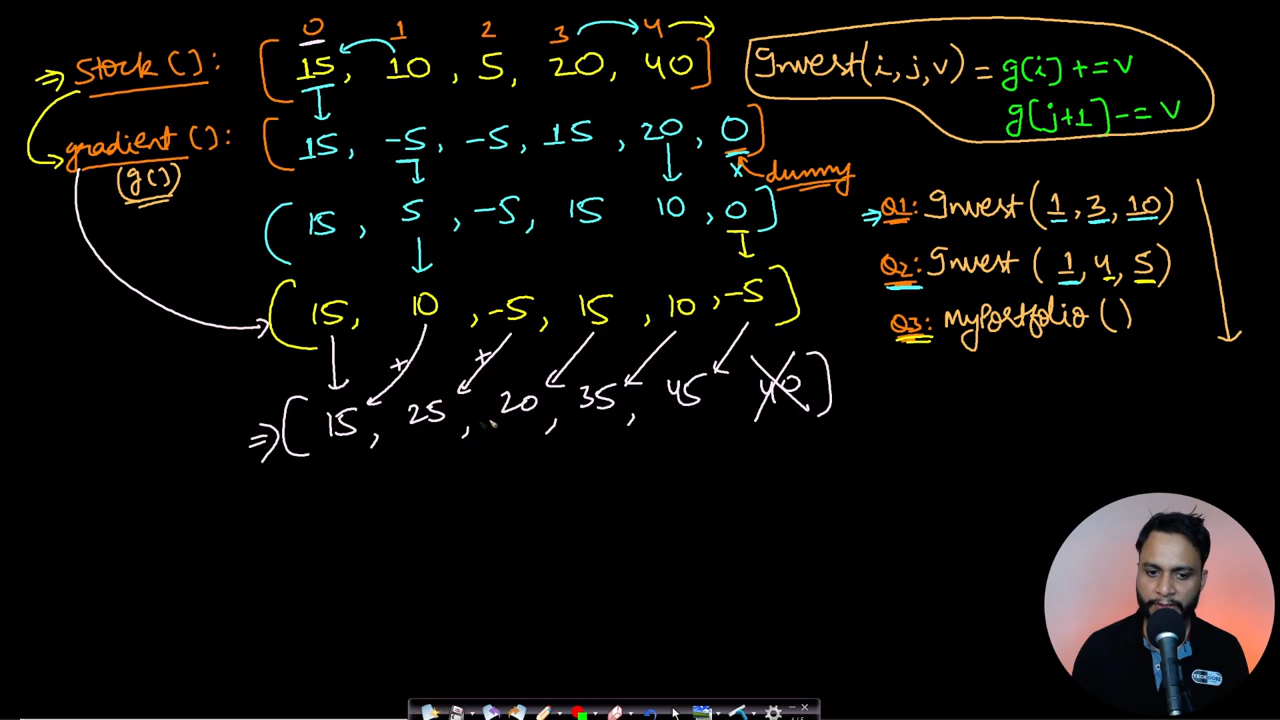 0 1 2 3 4
Stock(): [15, 10, 5, 20, 40]
gradient(): [15, -5, -5, 15, 20, 0]
(g()) dummy
[15, 5, -5, 15 10, 0]
[15, 10, -5, 15, 10, -5]
+ +
⇒ [15, 25, 20, 35, 45 40]
Invest(i, j, v) = g(i) += v
g(j+1) -= v
⇒ Q1: Invest (1, 3, 10)
Q2: Invest (1, 4, 5)
Q3: MyPortfolio ()